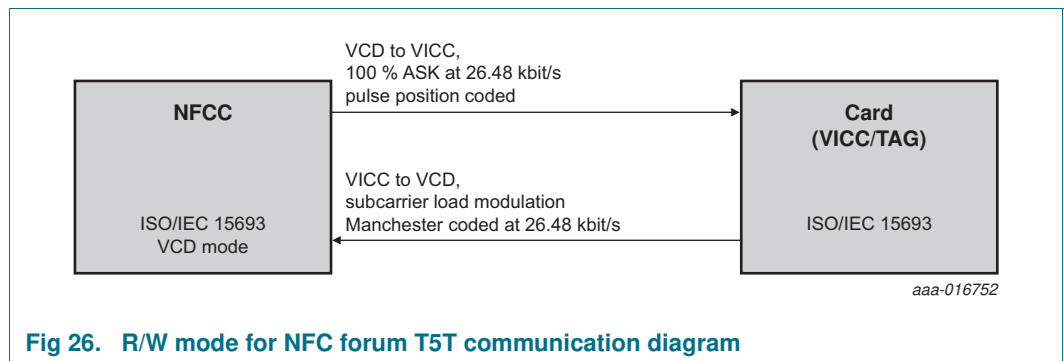 VCD to VICC,
100 % ASK at 26.48 kbit/s
pulse position coded
NFCC
Card
(VICC/TAG)
VICC to VCD,
subcarrier load modulation
Manchester coded at 26.48 kbit/s
ISO/IEC 15693
VCD mode
ISO/IEC 15693
aaa-016752
Fig 26. R/W mode for NFC forum T5T communication diagram